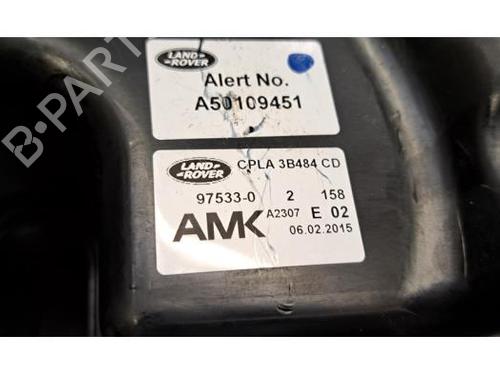 LAND
ROVER
Alert No.
A50109451
LAND
ROVER
CPLA 3B484 CD
97533-0 2 158
AMK A2307 E 02
06.02.2015
B-PARTS